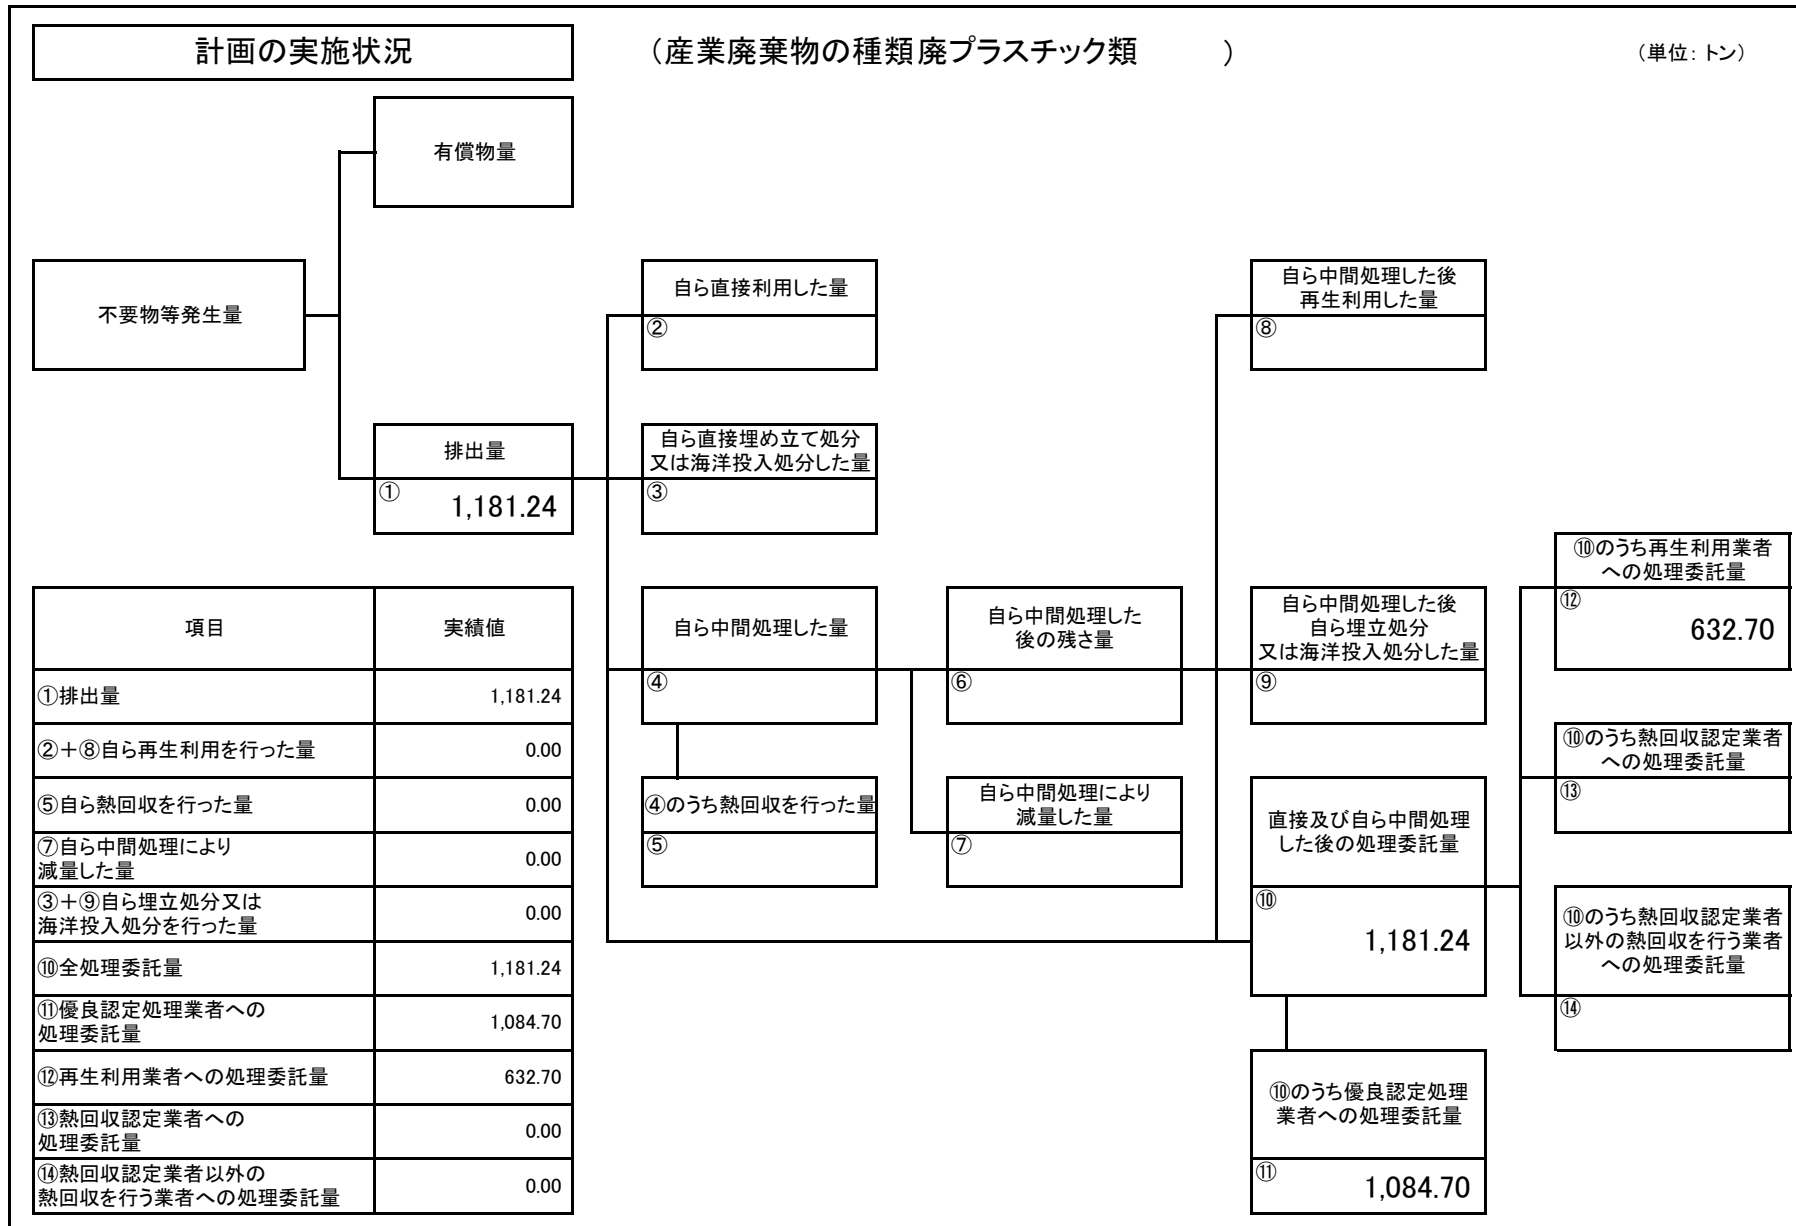 計画の実施状況
（産業廃棄物の種類廃プラスチック類　　　）
（単位：トン）
有償物量
不要物等発生量
自ら直接利用した量
②
自ら中間処理した後
再生利用した量
⑧
排出量
① 1,181.24
自ら直接埋め立て処分
又は海洋投入処分した量
③
⑩のうち再生利用業者
への処理委託量
⑫ 632.70
自ら中間処理した量
④
自ら中間処理した
後の残さ量
⑥
自ら中間処理した後
自ら埋立処分
又は海洋投入処分した量
⑨
⑩のうち熱回収認定業者
への処理委託量
⑬
④のうち熱回収を行った量
⑤
自ら中間処理により
減量した量
⑦
直接及び自ら中間処理
した後の処理委託量
⑩ 1,181.24
⑩のうち熱回収認定業者
以外の熱回収を行う業者
への処理委託量
⑭
⑩のうち優良認定処理
業者への処理委託量
⑪ 1,084.70
項目 実績値
①排出量 1,181.24
②＋⑧自ら再生利用を行った量 0.00
⑤自ら熱回収を行った量 0.00
⑦自ら中間処理により
減量した量 0.00
③＋⑨自ら埋立処分又は
海洋投入処分を行った量 0.00
⑩全処理委託量 1,181.24
⑪優良認定処理業者への
処理委託量 1,084.70
⑫再生利用業者への処理委託量 632.70
⑬熱回収認定業者への
処理委託量 0.00
⑭熱回収認定業者以外の
熱回収を行う業者への処理委託量 0.00